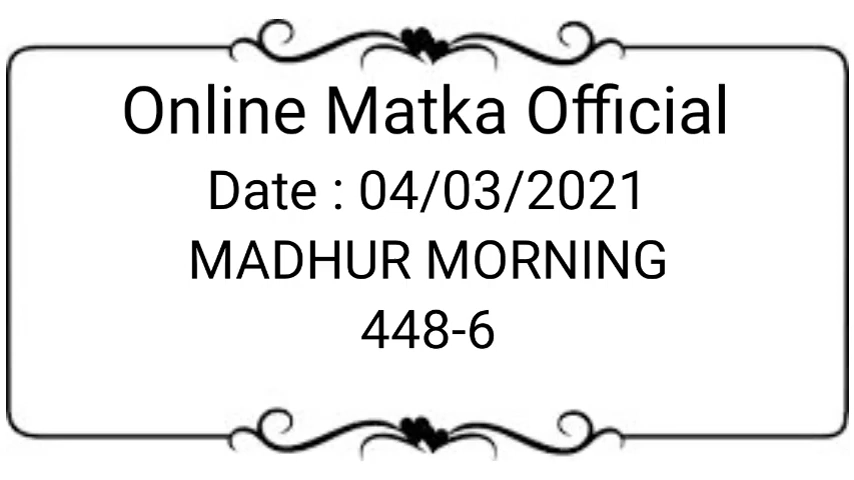 Online Matka Official
Date : 04/03/2021
MADHUR MORNING
448-6